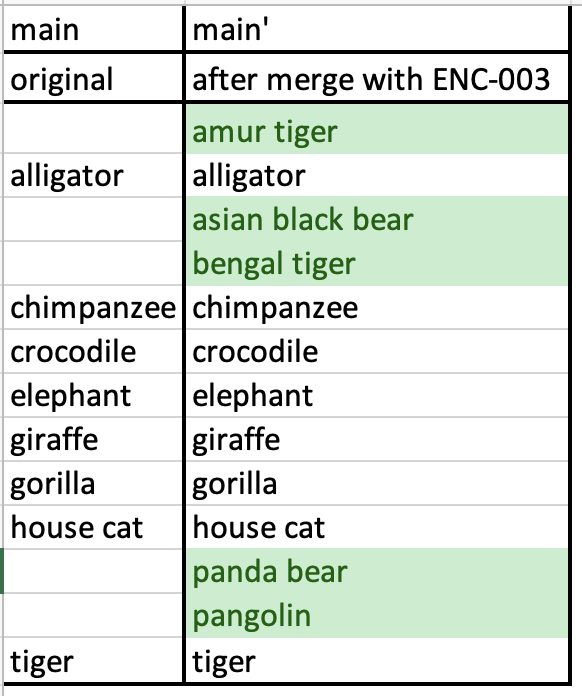 main main'
original after merge with ENC-003
amur tiger
alligator alligator
asian black bear
bengal tiger
chimpanzee chimpanzee
crocodile crocodile
elephant elephant
giraffe giraffe
gorilla gorilla
house cat house cat
panda bear
pangolin
tiger tiger